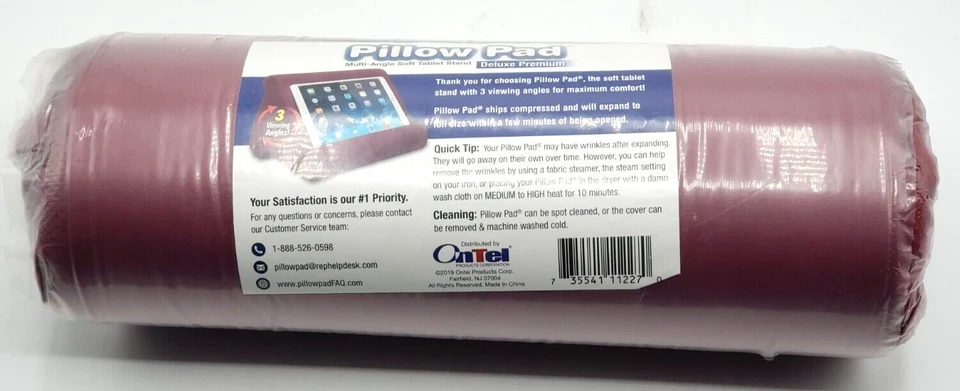 Pillow Pad
Multi-Angle Soft Tablet Stand Deluxe Premium
3
Viewing
Angles!
Thank you for choosing Pillow Pad®, the soft tablet
stand with 3 viewing angles for maximum comfort!
Pillow Pad® ships compressed and will expand to
full size within a few minutes of being opened.
Quick Tip: Your Pillow Pad® may have wrinkles after expanding.
They will go away on their own over time. However, you can help
remove the wrinkles by using a fabric steamer, the steam setting
on your iron, or placing your Pillow Pad® in the dryer with a damp
wash cloth on MEDIUM to HIGH heat for 10 minutes.
Cleaning: Pillow Pad® can be spot cleaned, or the cover can
be removed & machine washed cold.
Your Satisfaction is our #1 Priority.
For any questions or concerns, please contact
our Customer Service team:
1-888-526-0598
pillowpad@rephelpdesk.com
www.pillowpadFAQ.com
Distributed by
OnTel®
PRODUCTS CORPORATION
©2019 Ontel Products Corp.
Fairfield, NJ 07004
All Rights Reserved. Made In China
7 35541 11227 0